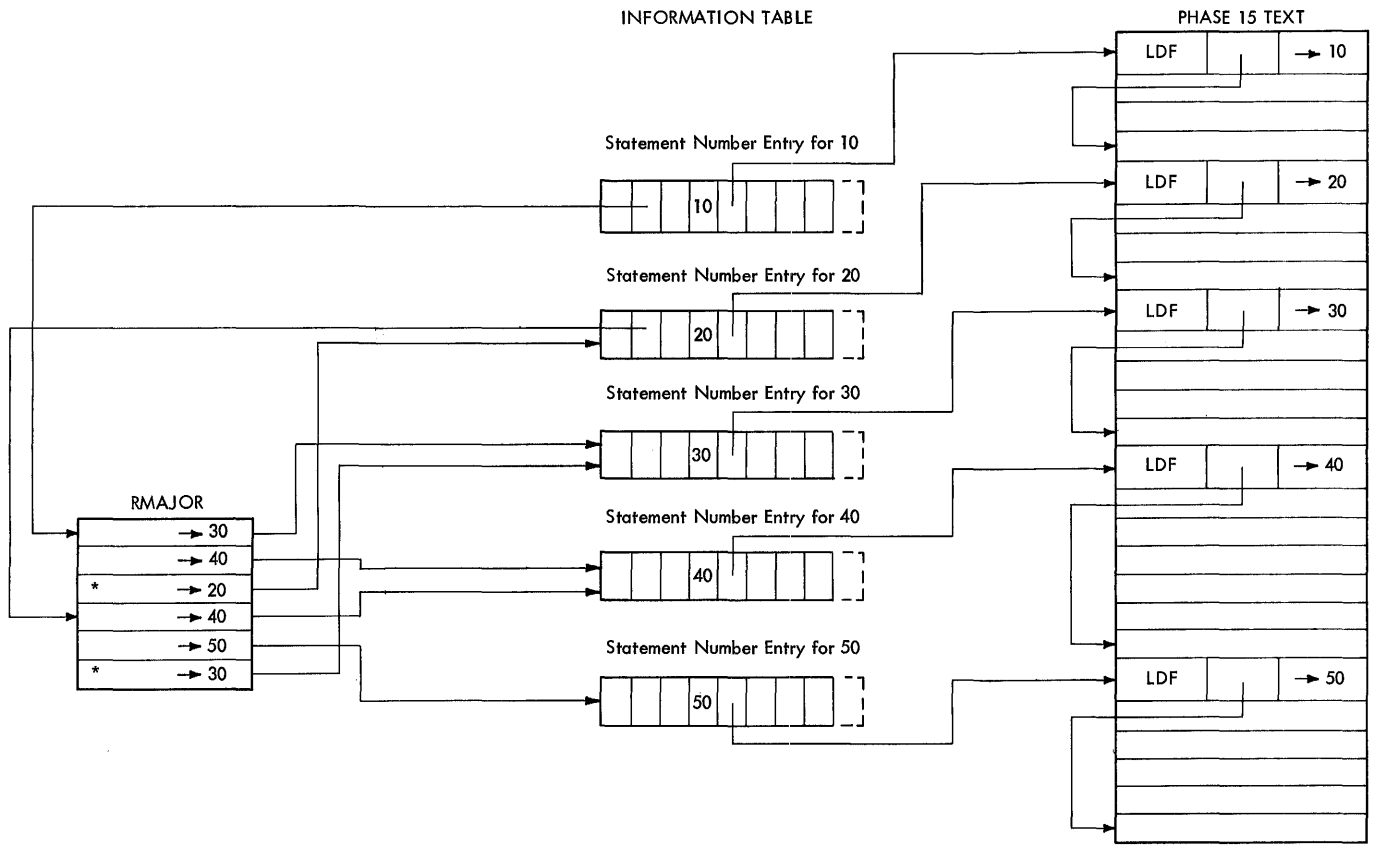 INFORMATION TABLE
PHASE 15 TEXT
LDF → 10
Statement Number Entry for 10
10
LDF → 20
Statement Number Entry for 20
20
LDF → 30
Statement Number Entry for 30
30
LDF → 40
RMAJOR
→ 30
→ 40
* → 20
→ 40
→ 50
* → 30
Statement Number Entry for 40
40
Statement Number Entry for 50
50
LDF → 50